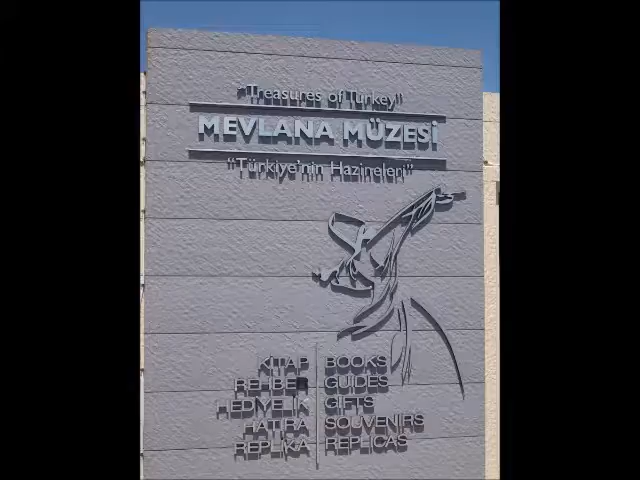 "Treasures of Turkey"
MEVLANA MÜZESİ
"Türkiye'nin Hazineleri"
KİTAP BOOKS
REHBER GUIDES
HEDİYELİK GIFTS
HATIRA SOUVENIRS
REPLİKA REPLICAS